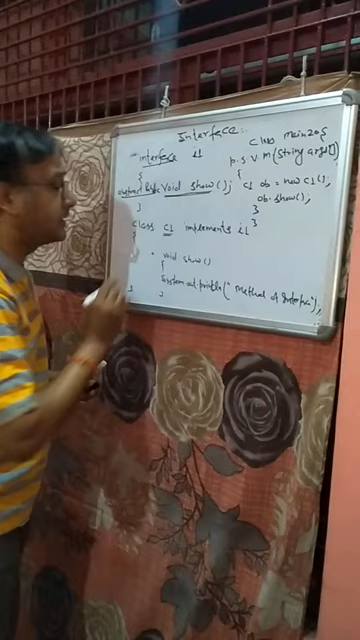 Interface:-
interface i1
{
abstract Public void show();
}
class c1 implements i1
{
void show()
{
System.out.println("Method of Interface");
}
}
class main20{
p.s.v.m(String args[])
{
c1 ob = new c1();
ob.show();
}
}